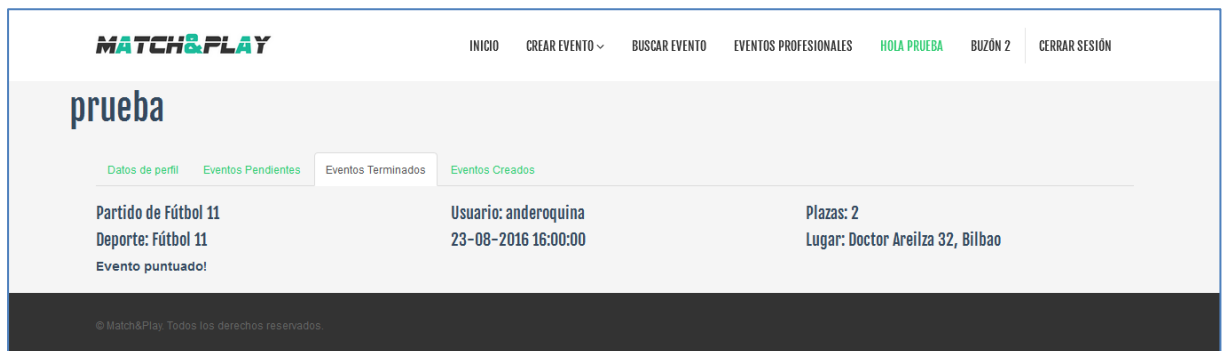 MATCH&PLAY INICIO CREAR EVENTO BUSCAR EVENTO EVENTOS PROFESIONALES HOLA PRUEBA BUZÓN 2 CERRAR SESIÓN
prueba
Datos de perfil Eventos Pendientes Eventos Terminados Eventos Creados
Partido de Fútbol 11 Usuario: anderoquina Plazas: 2
Deporte: Fútbol 11 23-08-2016 16:00:00 Lugar: Doctor Areilza 32, Bilbao
Evento puntuado!
© Match&Play. Todos los derechos reservados.